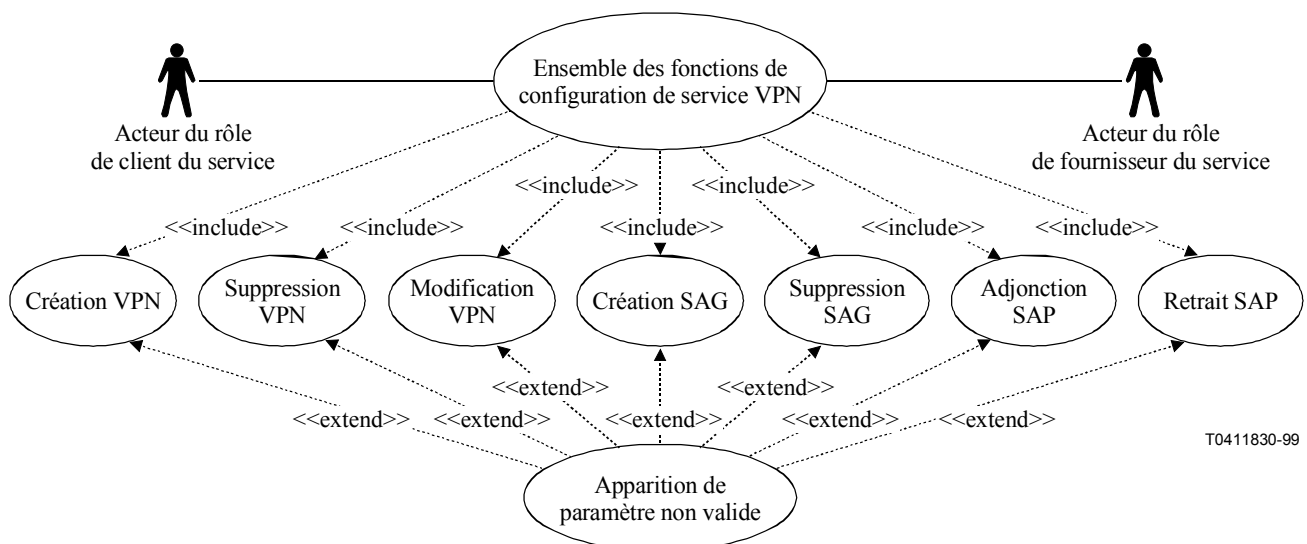 Ensemble des fonctions de
configuration de service VPN
Acteur du rôle
de client du service
Acteur du rôle
de fournisseur du service
<<include>>
<<include>>
<<include>>
<<include>>
<<include>>
<<include>>
<<include>>
Création VPN
Suppression
VPN
Modification
VPN
Création SAG
Suppression
SAG
Adjonction
SAP
Retrait SAP
<<extend>>
<<extend>>
<<extend>>
<<extend>>
<<extend>>
<<extend>>
<<extend>>
T0411830-99
Apparition de
paramètre non valide